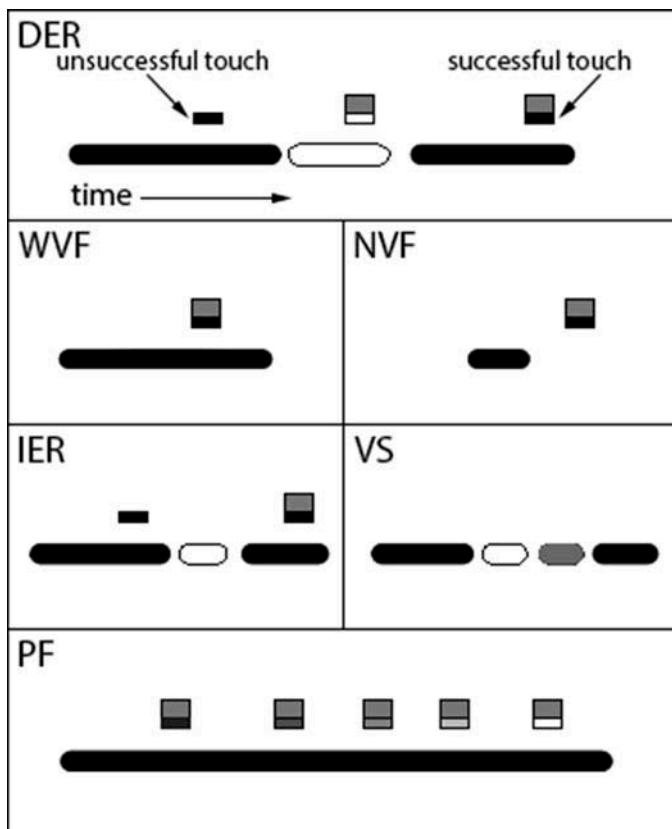 DER
unsuccessful touch
successful touch
time
WVF
NVF
IER
VS
PF